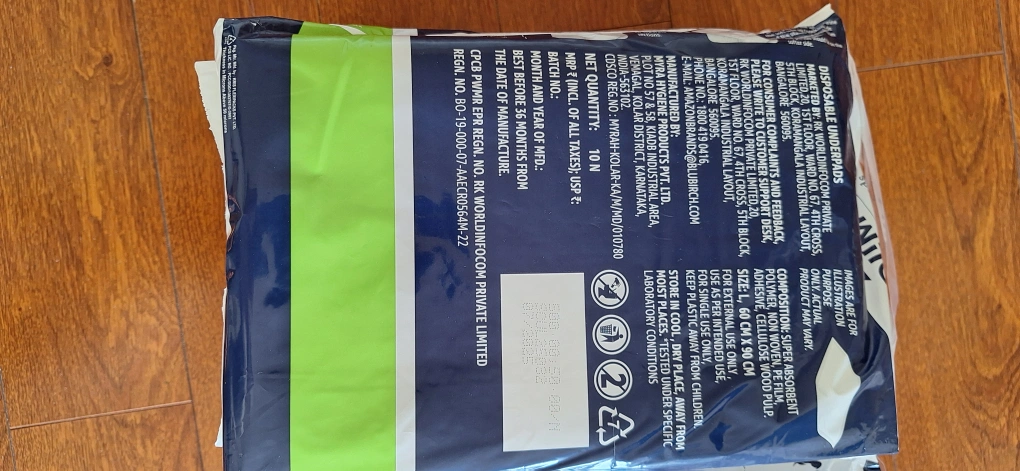 DISPOSABLE UNDERPADS
MARKETED BY: RK WORLDINFOCOM PRIVATE
LIMITED,20, 1ST FLOOR, WARD NO. 67, 4TH CROSS,
5TH BLOCK, KORAMANGALA INDUSTRIAL LAYOUT,
BANGALORE 560095.
FOR CONSUMER COMPLAINTS AND FEEDBACK,
PLEASE WRITE TO CUSTOMER SUPPORT DESK,
RK WORLDINFOCOM PRIVATE LIMITED,20,
1ST FLOOR, WARD NO. 67, 4TH CROSS, 5TH BLOCK,
KORAMANGALA INDUSTRIAL LAYOUT,
BANGALORE 560095
PHONE NO.: 1800 419 0416
E-MAIL: AMAZONBRANDS@BLUBIRCH.COM
MANUFACTURED BY:
MYRA HYGIENE PRODUCTS PVT. LTD.
PLOT NO 57 & 58, KIADB INDUSTRIAL AREA,
VEMAGAL, KOLAR DISTRICT, KARNATAKA,
INDIA-563102.
CDSCO REG.NO : MYRAH-KOLAR-KA/M/MD/010780
NET QUANTITY: 10 N
MRP ₹ (INCL. OF ALL TAXES); USP ₹:
BATCH NO.:
MONTH AND YEAR OF MFD.:
BEST BEFORE 36 MONTHS FROM
THE DATE OF MANUFACTURE.
CPCB PWMR EPR REGN. NO. RK WORLDINFOCOM PRIVATE LIMITED
REGN. NO. BO-19-000-07-AAECR0564M-22
IMAGES ARE FOR
ILLUSTRATION
PURPOSE
ONLY. ACTUAL
PRODUCT MAY VARY.
COMPOSITION: SUPER ABSORBENT
POLYMER, NON WOVEN, PE FILM,
ADHESIVE, CELLULOSE WOOD PULP.
SIZE: L, 60 CM X 90 CM
FOR EXTERNAL USE ONLY,
USE AS PER INTENDED USE,
FOR SINGLE USE ONLY,
KEEP PLASTIC AWAY FROM CHILDREN.
STORE IN COOL, DRY PLACE, AWAY FROM
MOIST PLACES. *TESTED UNDER SPECIFIC
LABORATORY CONDITIONS
2
7